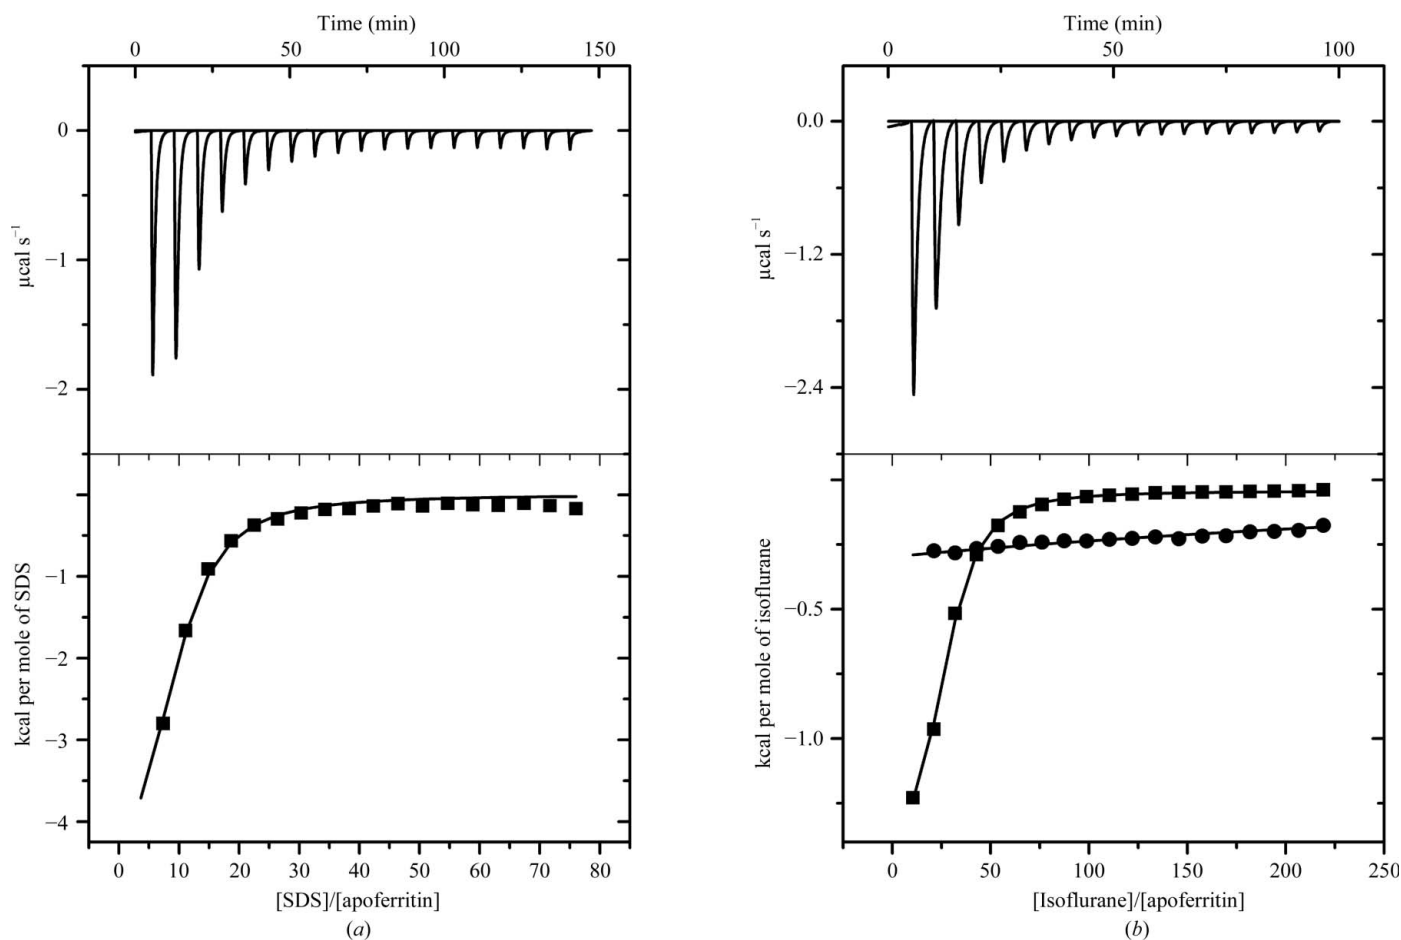 Time (min)
0 50 100 150
0
−1
−2
μcal s−1
0
−1
−2
−3
−4
kcal per mole of SDS
0 10 20 30 40 50 60 70 80
[SDS]/[apoferritin]
(a)
Time (min)
0 50 100
0.0
−1.2
−2.4
μcal s−1
−0.5
−1.0
kcal per mole of isoflurane
0 50 100 150 200 250
[Isoflurane]/[apoferritin]
(b)